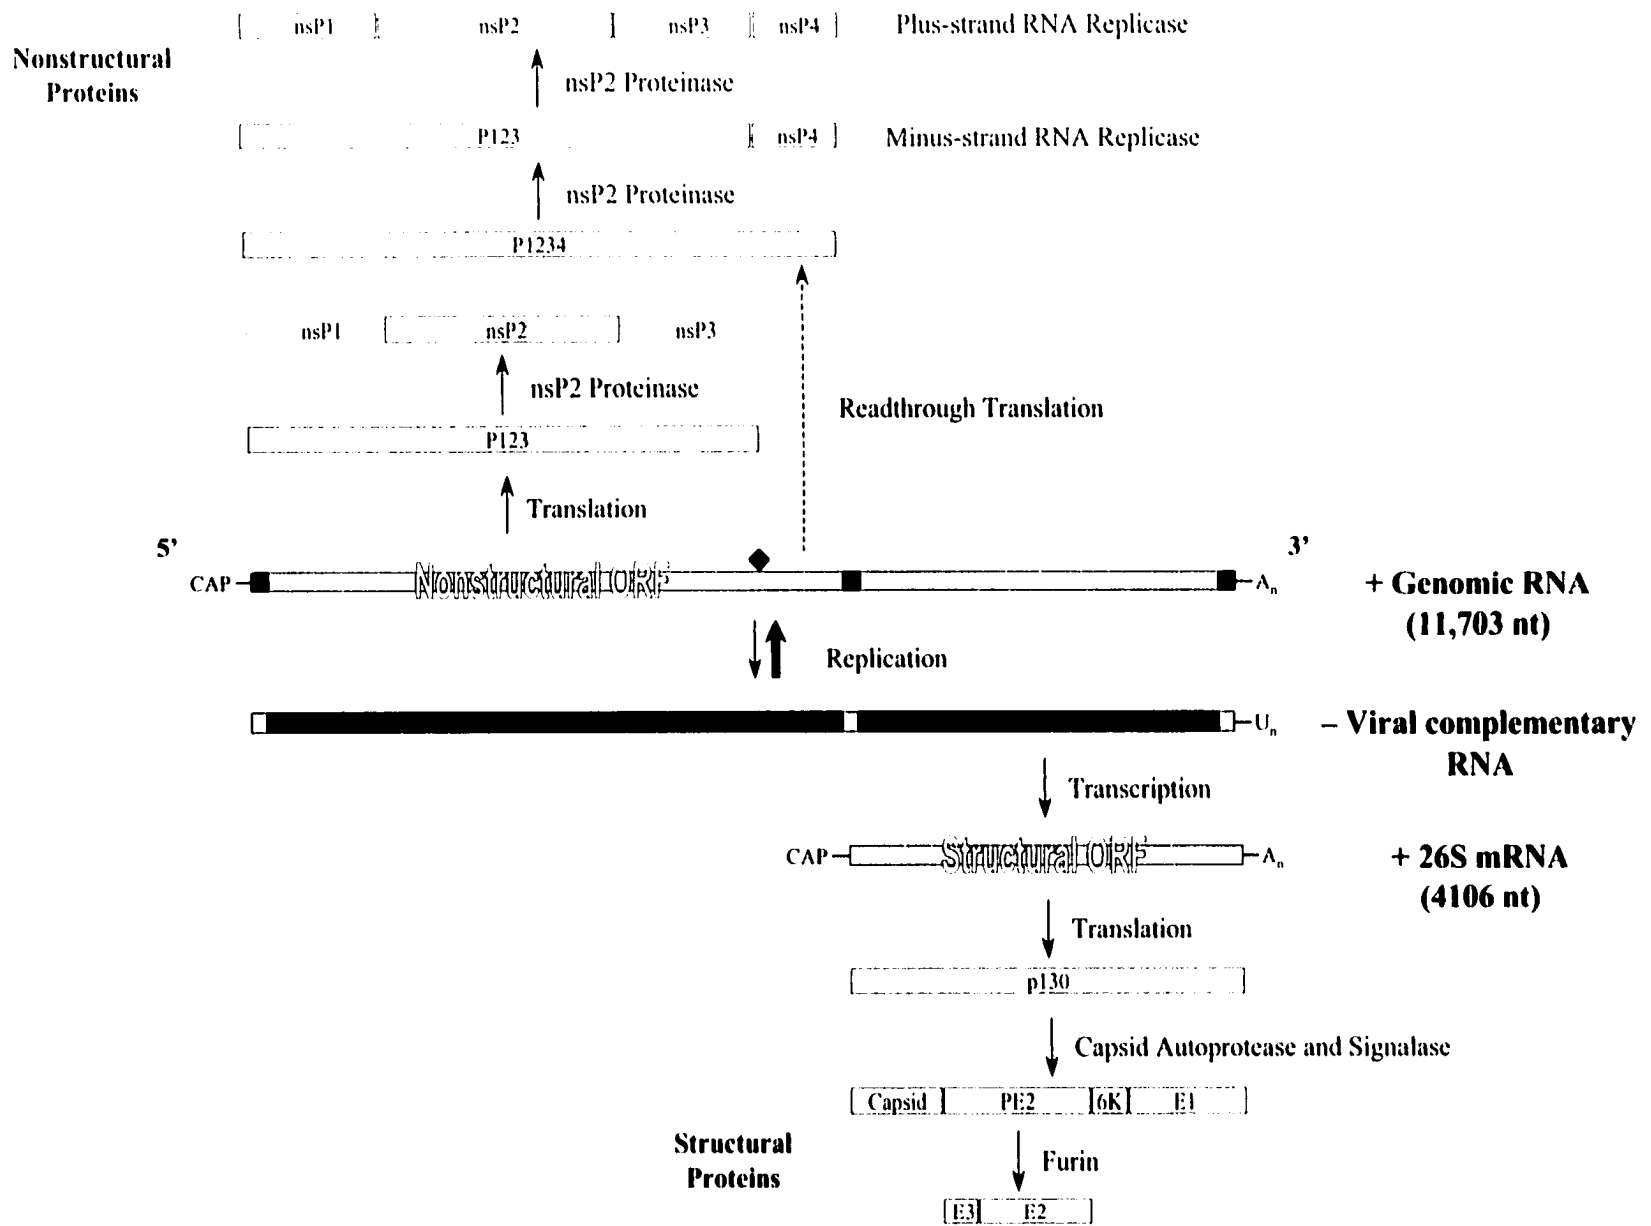 nsP1 nsP2 nsP3 nsP4 Plus-strand RNA Replicase
Nonstructural
Proteins
nsP2 Proteinase
P123 nsP4 Minus-strand RNA Replicase
nsP2 Proteinase
P1234
nsP1 nsP2 nsP3
nsP2 Proteinase
Readthrough Translation
P123
Translation
5’ 3’
CAP Nonstructural ORF An + Genomic RNA
(11,703 nt)
Replication
Un – Viral complementary
RNA
Transcription
CAP Structural ORF An + 26S mRNA
(4106 nt)
Translation
p130
Capsid Autoprotease and Signalase
Capsid PE2 6K E1
Structural
Proteins
Furin
E3 E2